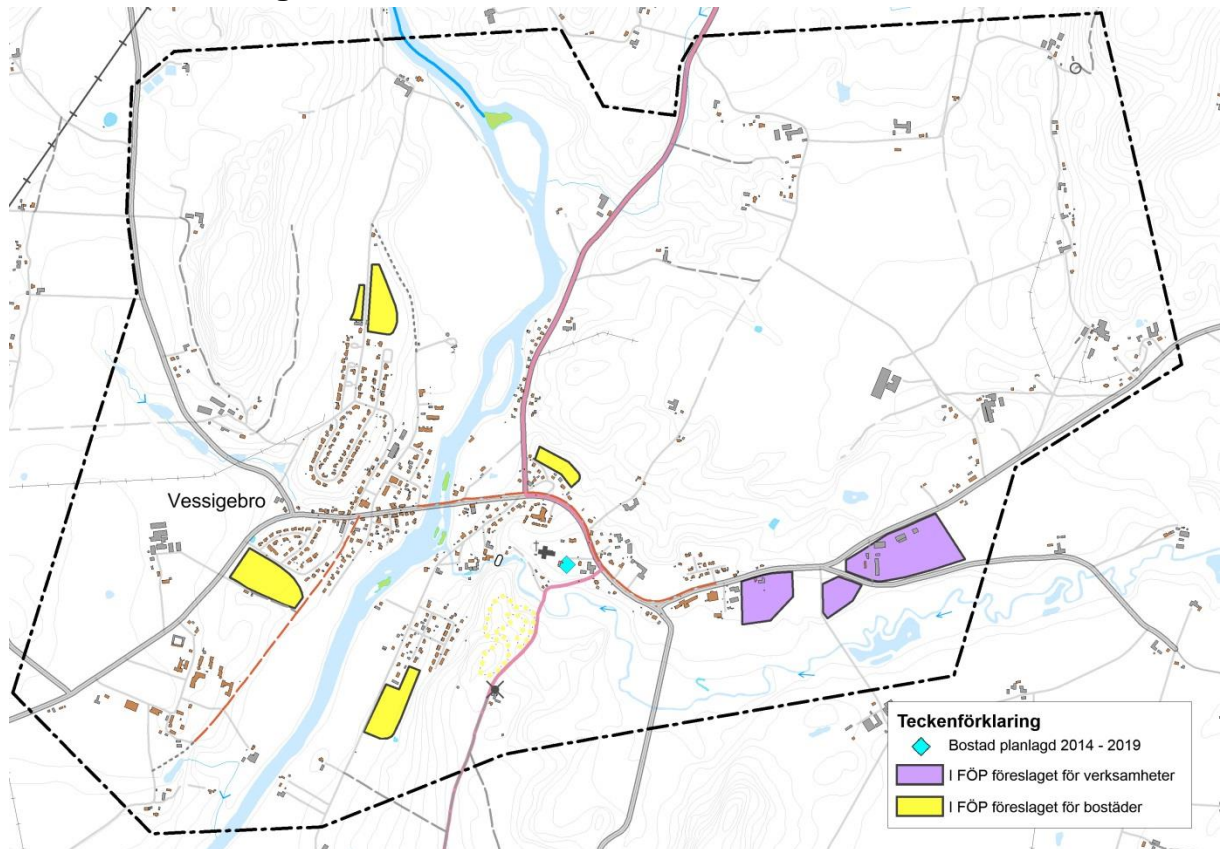 Vessigebro
Teckenförklaring
Bostad planlagd 2014 - 2019
I FÖP föreslaget för verksamheter
I FÖP föreslaget för bostäder